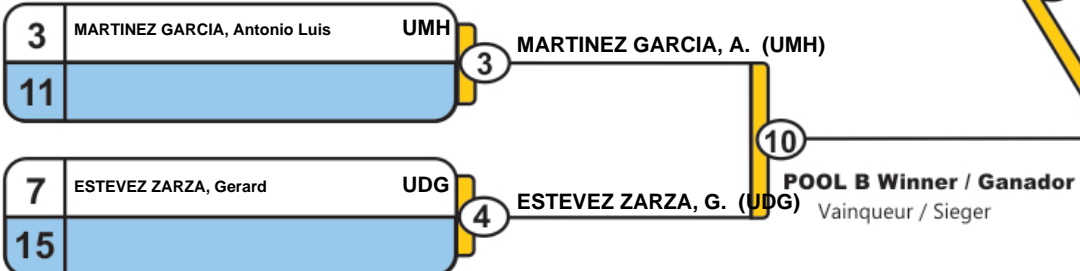 3 MARTINEZ GARCIA, Antonio Luis UMH
11
3
MARTINEZ GARCIA, A. (UMH)
10
POOL B Winner / Ganador
Vainqueur / Sieger
7 ESTEVEZ ZARZA, Gerard UDG
15
4
ESTEVEZ ZARZA, G. (UDG)